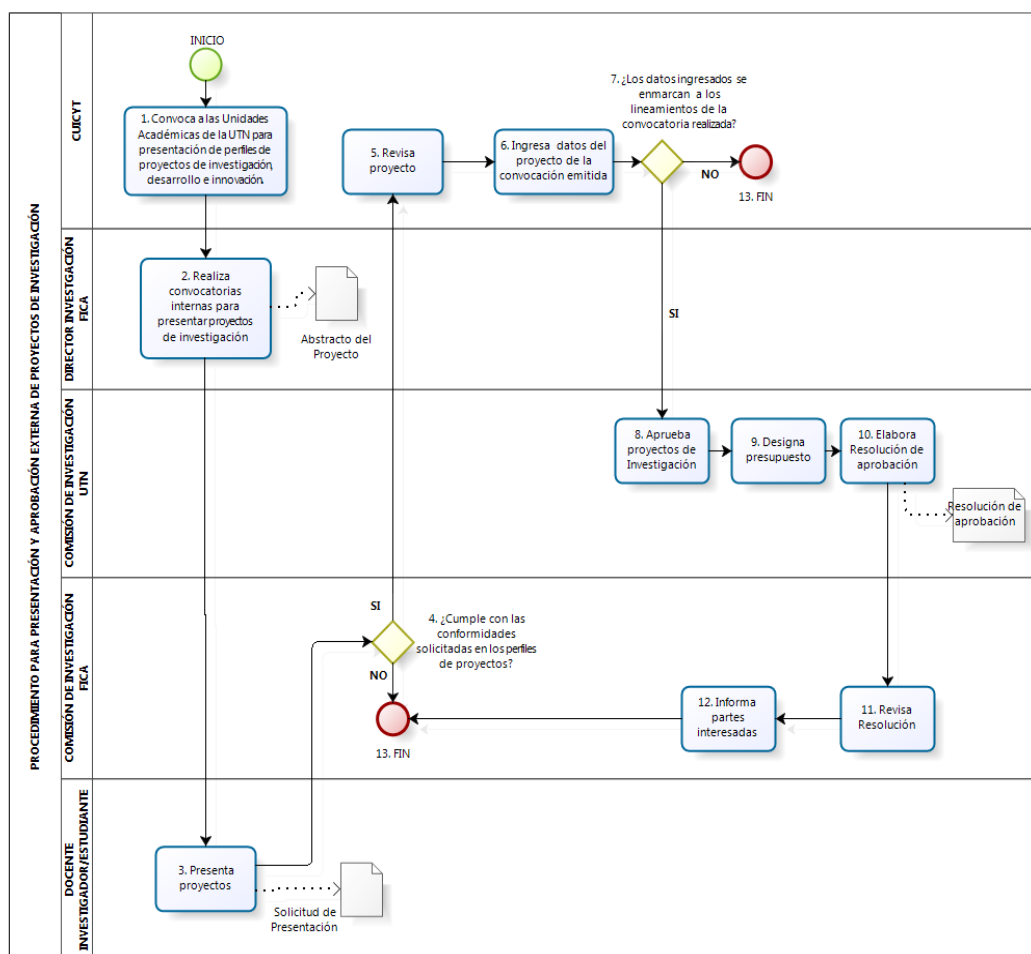 PROCEDIMIENTO PARA PRESENTACIÓN Y APROBACIÓN EXTERNA DE PROYECTOS DE INVESTIGACIÓN
CUICYT
INICIO
1. Convoca a las Unidades
Académicas de la UTN para
presentación de perfiles de
proyectos de investigación,
desarrollo e innovación.
5. Revisa
proyecto
6. Ingresa datos del
proyecto de la
convocación emitida
7. ¿Los datos ingresados se
enmarcan a los
lineamientos de la
convocatoria realizada?
NO
13. FIN
SI
DIRECTOR INVESTGACIÓN
FICA
2. Realiza
convocatorias
internas para
presentar proyectos
de investigación
Abstracto del
Proyecto
COMISIÓN DE INVESTIGACIÓN
UTN
8. Aprueba
proyectos de
Investigación
9. Designa
presupuesto
10. Elabora
Resolución de
aprobación
Resolución de
aprobación
COMISIÓN DE INVESTIGACIÓN
FICA
SI
4. ¿Cumple con las
conformidades
solicitadas en los perfiles
de proyectos?
NO
13. FIN
12. Informa
partes
interesadas
11. Revisa
Resolución
DOCENTE
INVESTIGADOR/ESTUDIANTE
3. Presenta
proyectos
Solicitud de
Presentación